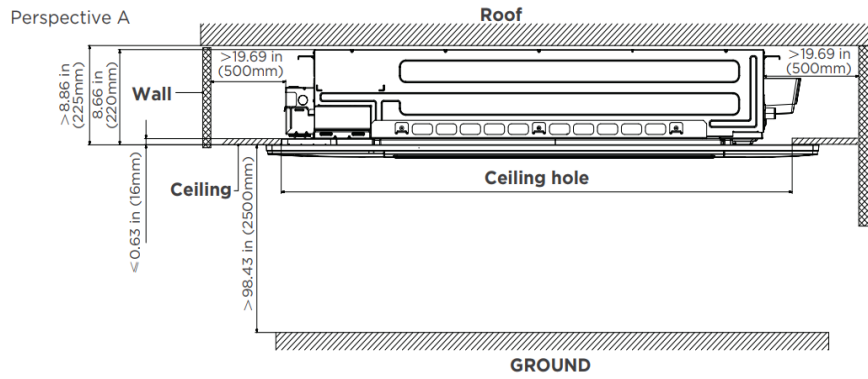 Perspective A
Roof
>19.69 in
(500mm)
>19.69 in
(500mm)
>8.86 in
(225mm)
8.66 in
(220mm)
Wall
Ceiling
Ceiling hole
⩽0.63 in (16mm)
>98.43 in (2500mm)
GROUND